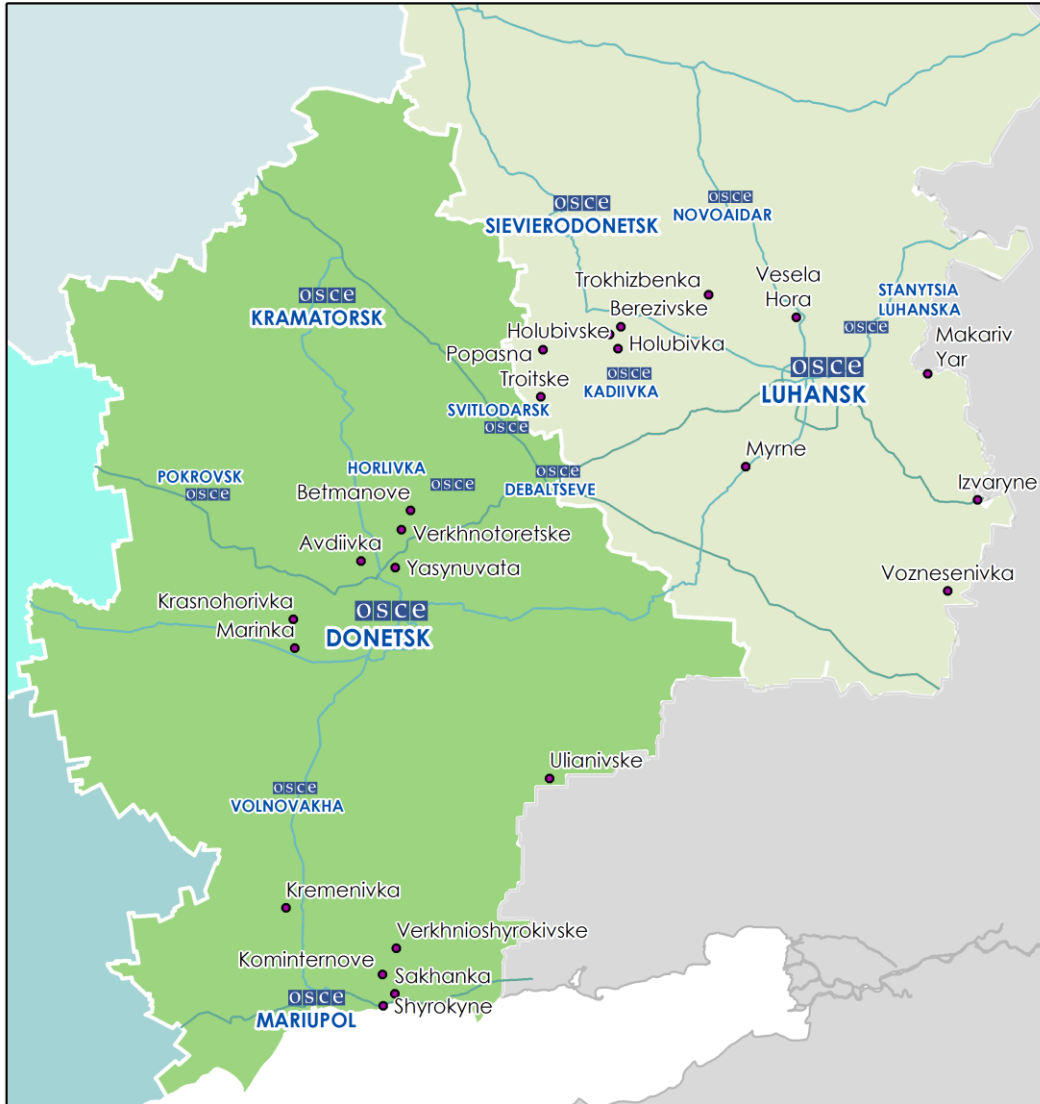 osce
SIEVIERODONETSK
osce
NOVOAIDAR
Trokhizbenka
Vesela
Hora
STANYTSIA
LUHANSKA
osce
osce
KRAMATORSK
Berezivske
Holubivske
Holubivka
Popasna
Makariv
Yar
osce
LUHANSK
osce
KADIIVKA
Troitske
SVITLODARSK
osce
Myrne
POKROVSK
osce
HORLIVKA
osce
osce
DEBALTSEVE
Izvaryne
Betmanove
Verkhnotoretske
Avdiivka
Yasynuvata
Voznesenivka
Krasnohorivka
Marinka
osce
DONETSK
Ulianivske
osce
VOLNOVAKHA
Kremenivka
Verkhnioshyrokivske
Kominternove
Sakhanka
Shyrokyne
osce
MARIUPOL